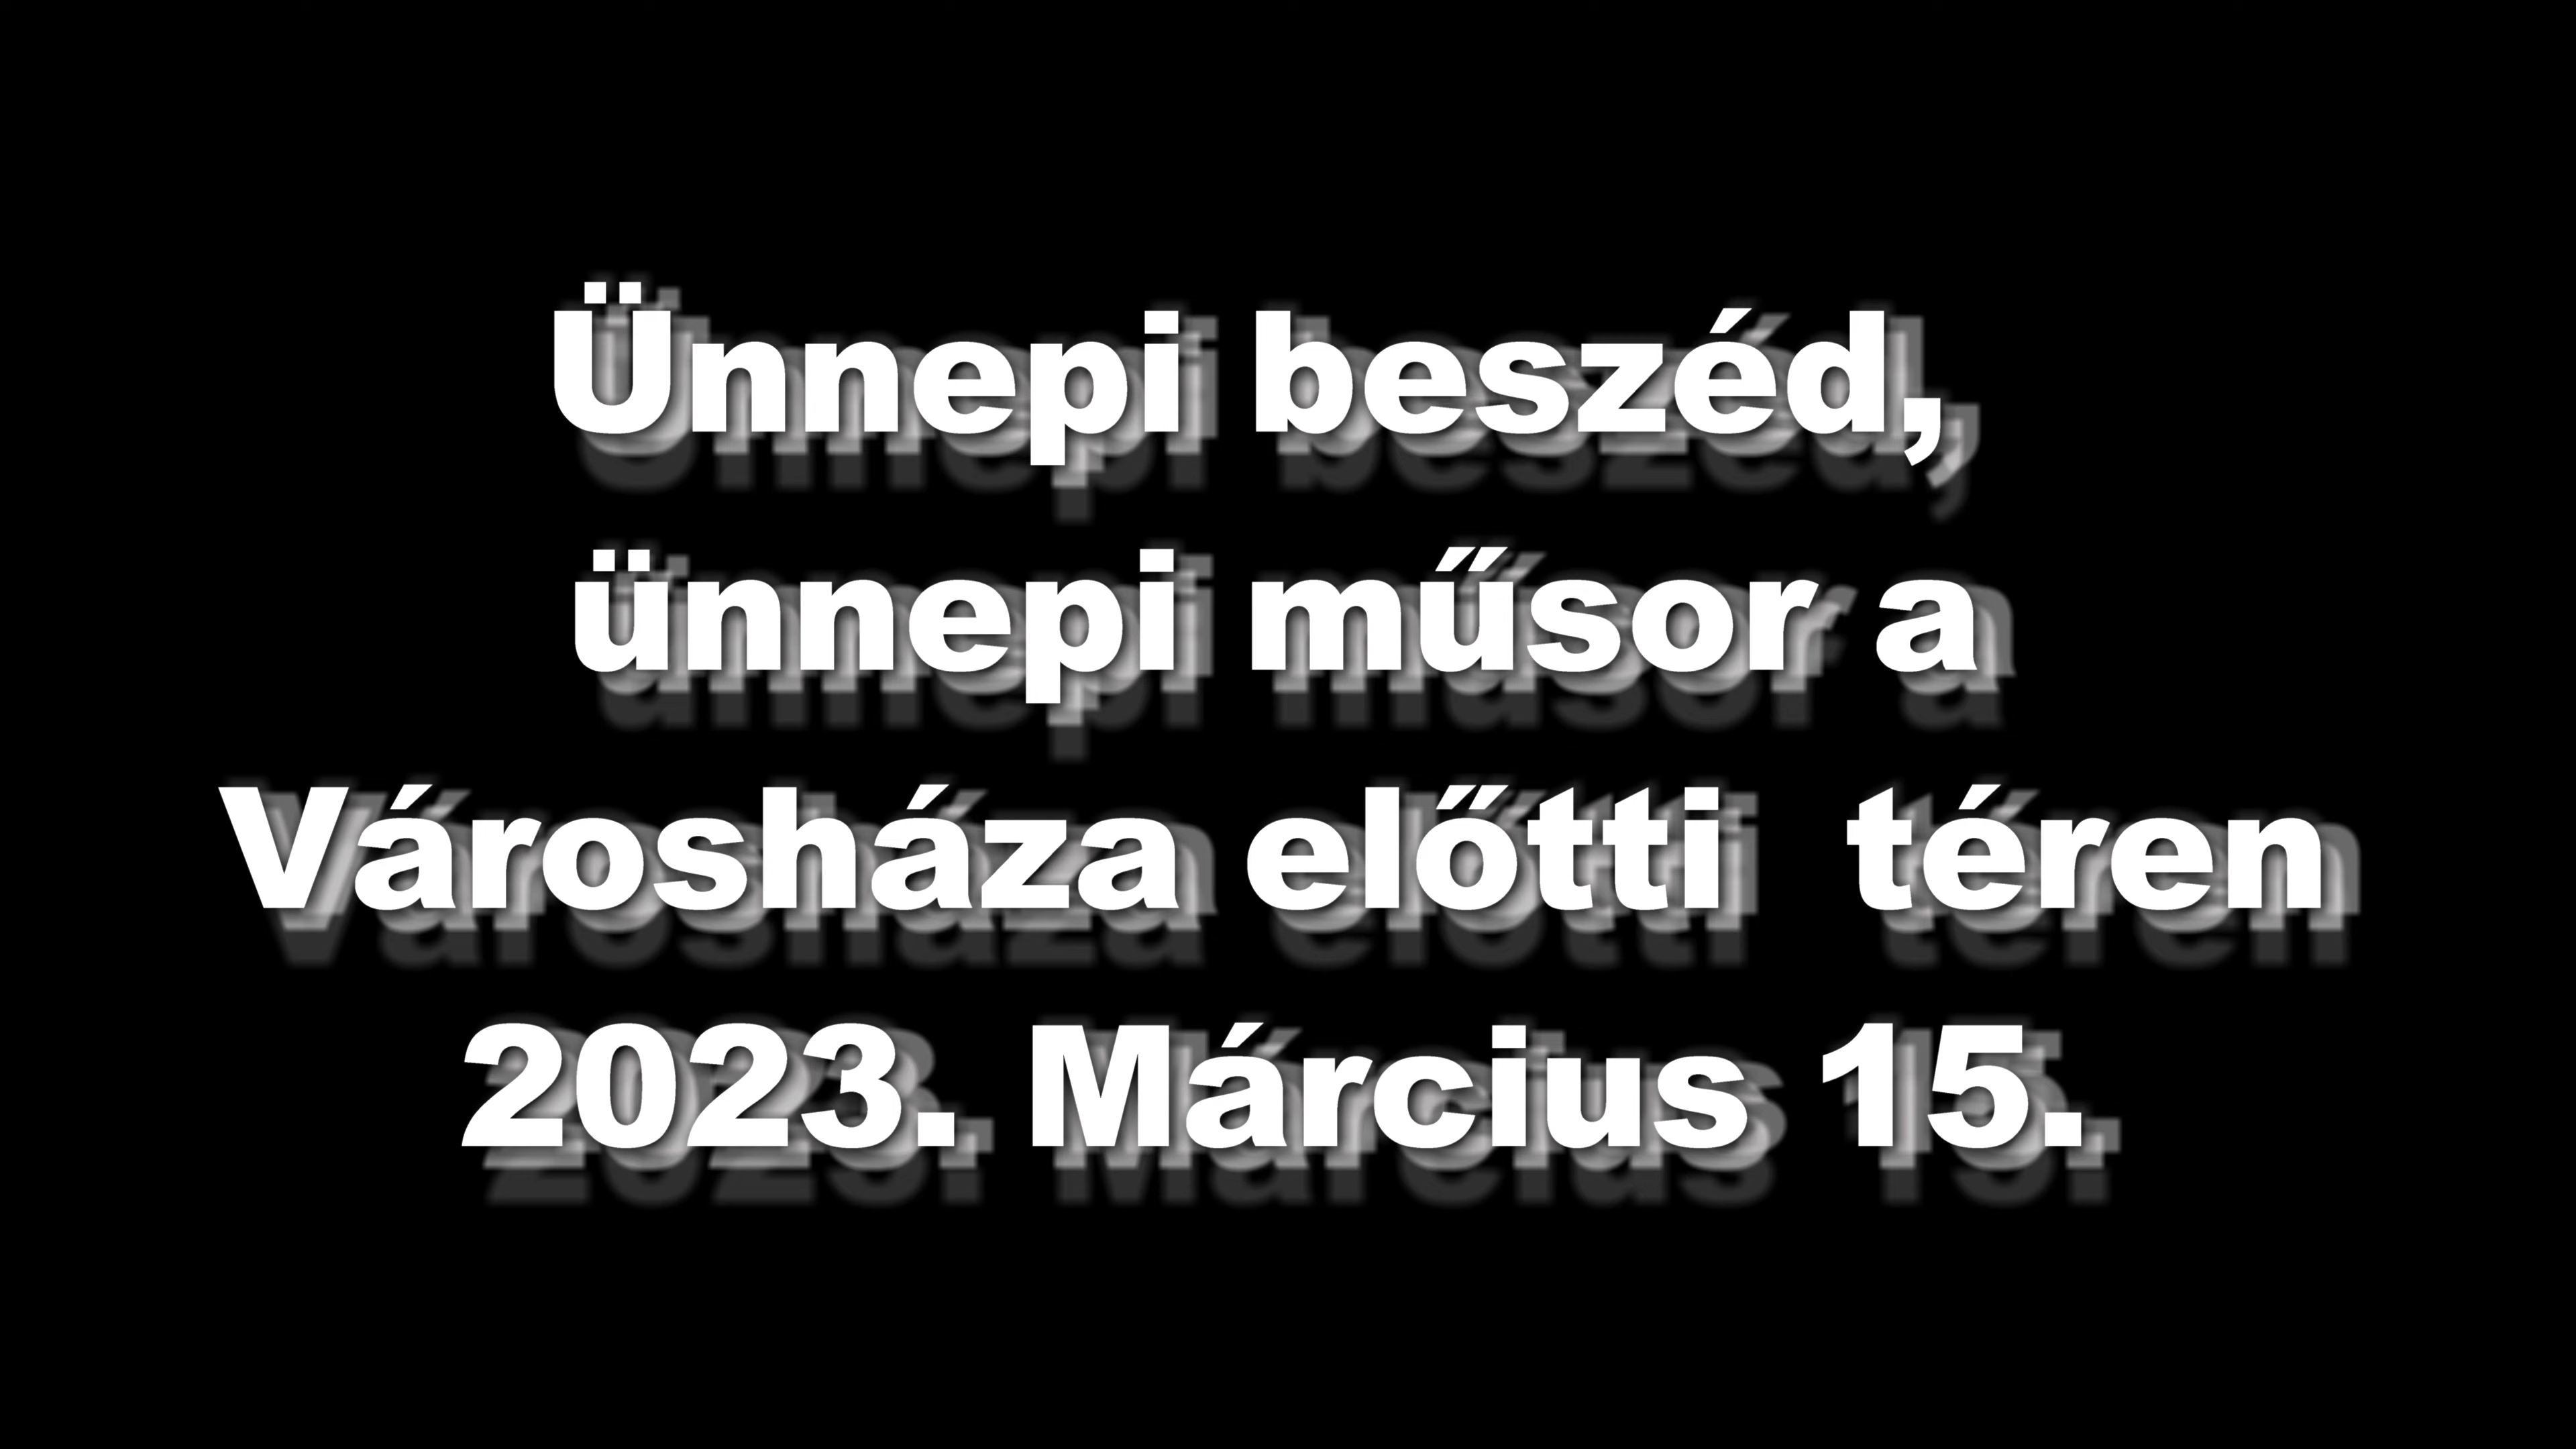 Ünnepi beszéd,
ünnepi műsor a
Városháza előtti  téren
2023. Március 15.